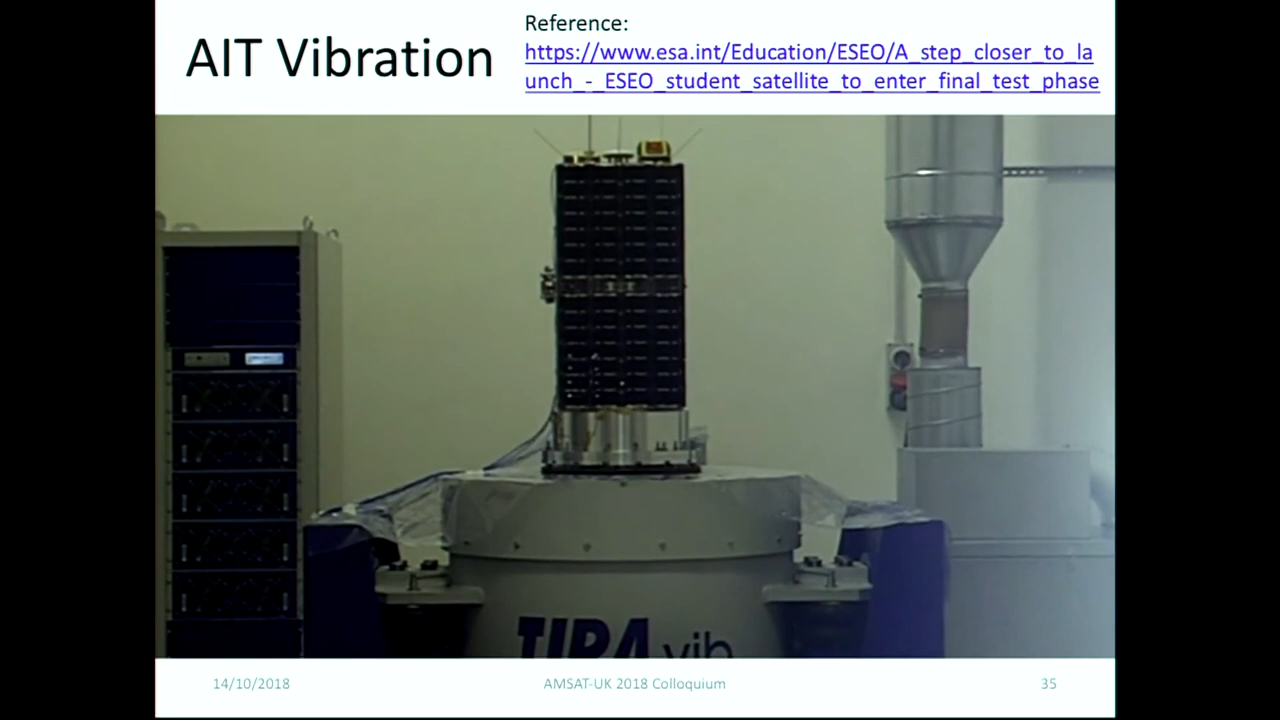 AIT Vibration
Reference:
https://www.esa.int/Education/ESEO/A_step_closer_to_la
unch_-_ESEO_student_satellite_to_enter_final_test_phase
TIRA vib
14/10/2018
AMSAT-UK 2018 Colloquium
35